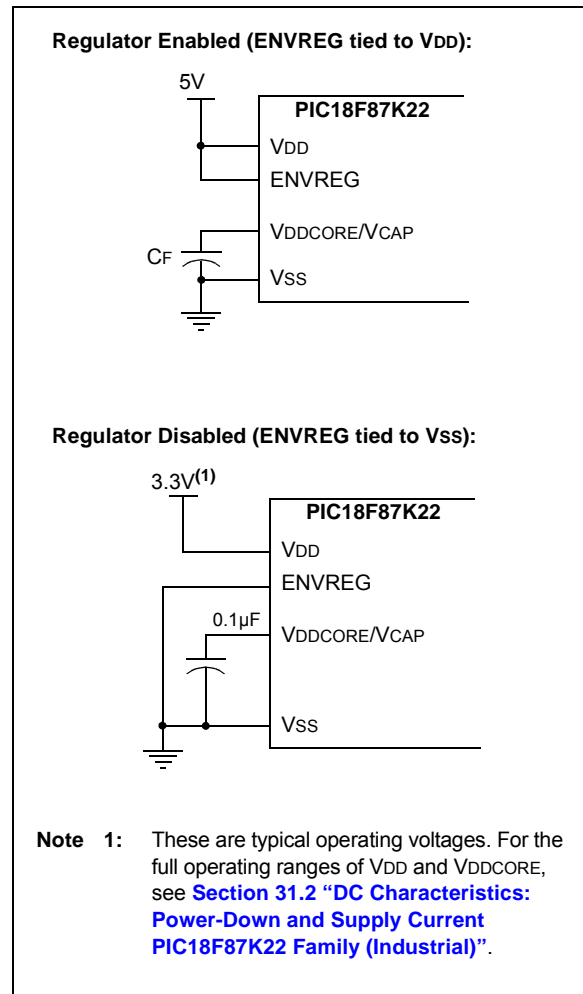 Regulator Enabled (ENVREG tied to VDD):
5V
PIC18F87K22
VDD
ENVREG
VDDCORE/VCAP
CF
VSS
Regulator Disabled (ENVREG tied to VSS):
3.3V(1)
PIC18F87K22
VDD
ENVREG
0.1µF
VDDCORE/VCAP
VSS
Note 1: These are typical operating voltages. For the
full operating ranges of VDD and VDDCORE,
see Section 31.2 “DC Characteristics:
Power-Down and Supply Current
PIC18F87K22 Family (Industrial)”.